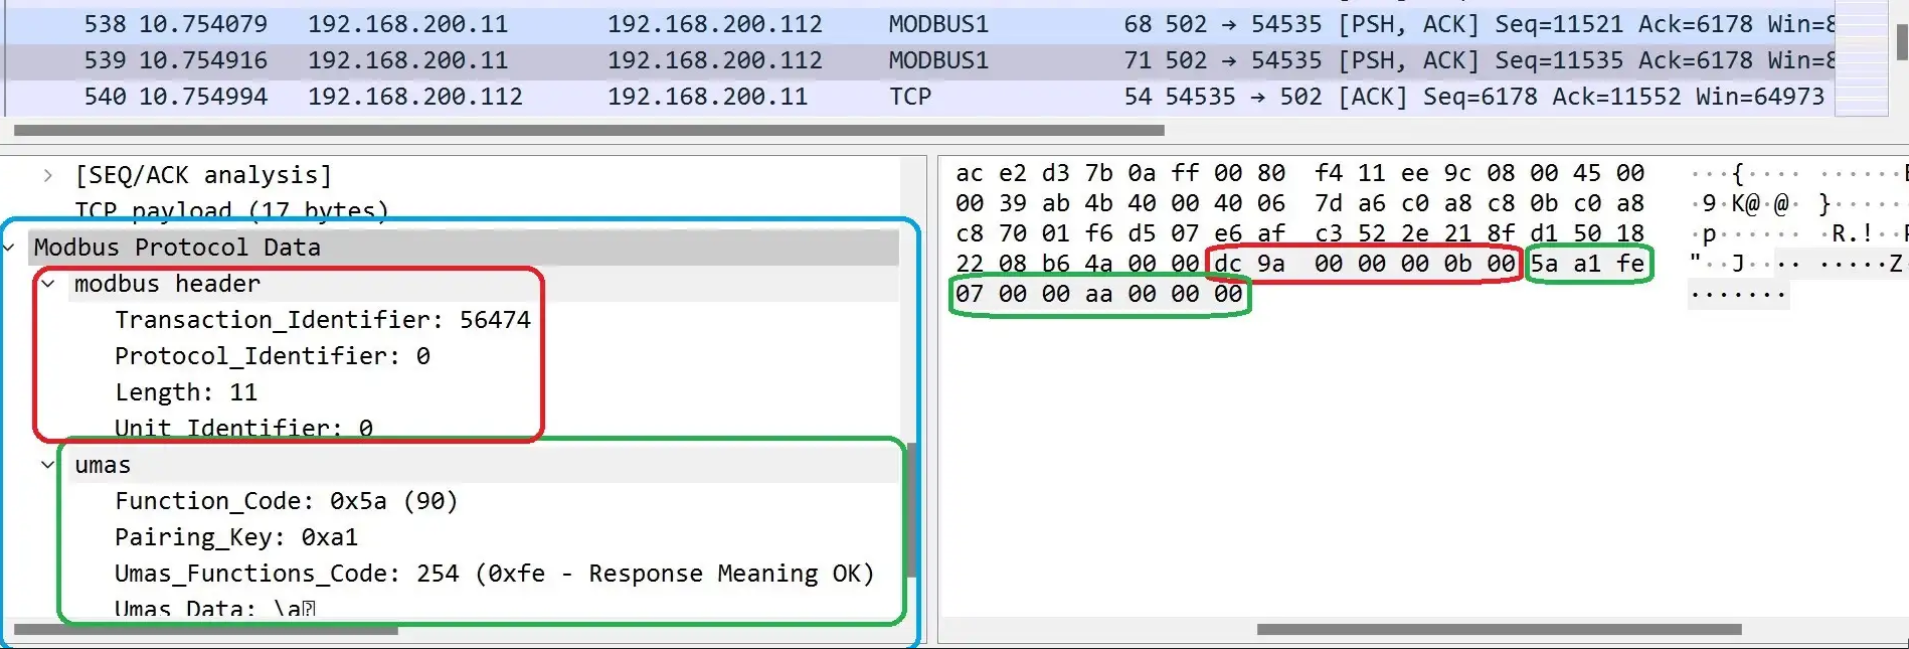 538 10.754079 192.168.200.11 192.168.200.112 MODBUS1 68 502 → 54535 [PSH, ACK] Seq=11521 Ack=6178 Win=8
539 10.754916 192.168.200.11 192.168.200.112 MODBUS1 71 502 → 54535 [PSH, ACK] Seq=11535 Ack=6178 Win=8
540 10.754994 192.168.200.112 192.168.200.11 TCP 54 54535 → 502 [ACK] Seq=6178 Ack=11552 Win=64973
[SEQ/ACK analysis]
TCP payload (17 bytes)
Modbus Protocol Data
modbus header
Transaction_Identifier: 56474
Protocol_Identifier: 0
Length: 11
Unit Identifier: 0
umas
Function_Code: 0x5a (90)
Pairing_Key: 0xa1
Umas_Functions_Code: 254 (0xfe - Response Meaning OK)
Umas Data: \a
ac e2 d3 7b 0a ff 00 80 f4 11 ee 9c 08 00 45 00 ···{···· ······E
00 39 ab 4b 40 00 40 06 7d a6 c0 a8 c8 0b c0 a8 ·9·K@·@· }·······
c8 70 01 f6 d5 07 e6 af c3 52 2e 21 8f d1 50 18 ·p······ ·R.!··P
22 08 b6 4a 00 00 dc 9a 00 00 00 0b 00 5a a1 fe "··J···· ·····Z
07 00 00 aa 00 00 00 ·······